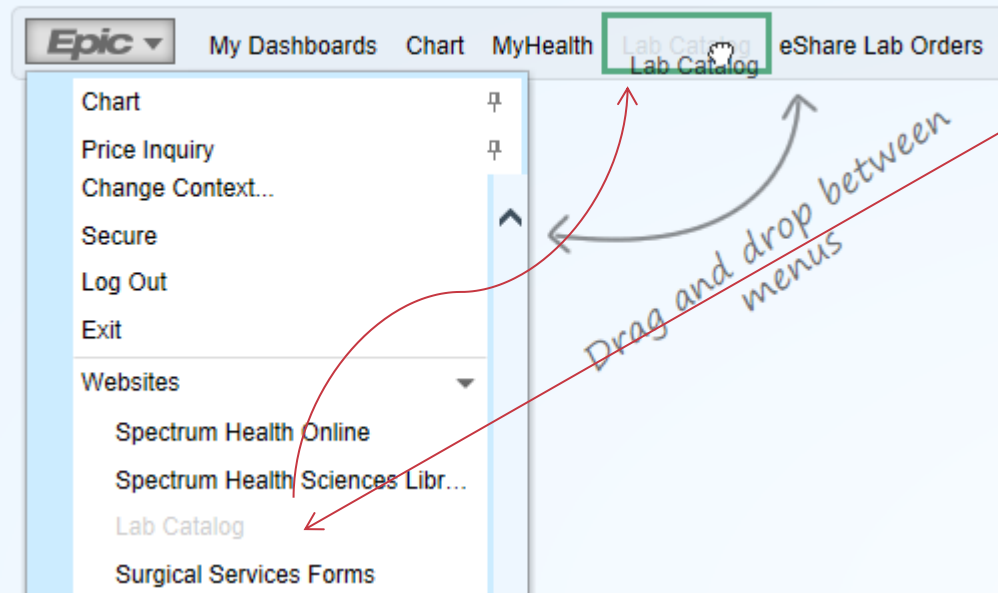 Epic My Dashboards Chart MyHealth Lab Catalog eShare Lab Orders
Lab Catalog
Chart
Price Inquiry
Change Context...
Secure
Log Out
Exit
Websites
Spectrum Health Online
Spectrum Health Sciences Libr...
Lab Catalog
Surgical Services Forms
Drag and drop between
menus